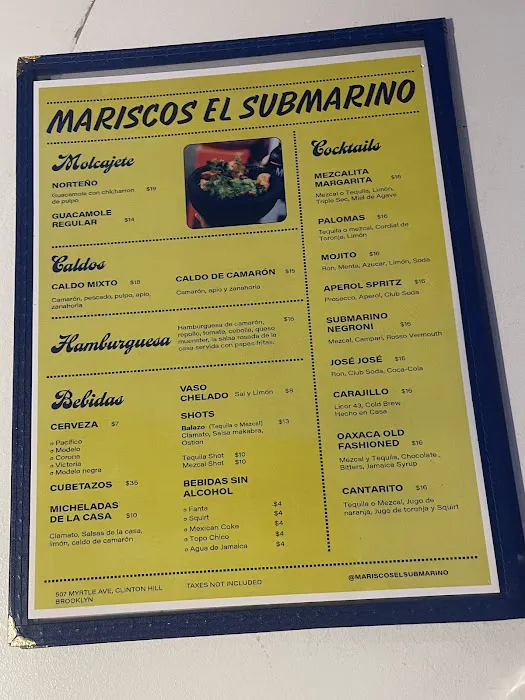 MARISCOS EL SUBMARINO
Molcajete
NORTEÑO $19
Guacamole con chicharron
de pulpo
GUACAMOLE
REGULAR $14
Caldos
CALDO MIXTO $18
Camarón, pescado, pulpo, apio,
zanahoria
CALDO DE CAMARÓN $15
Camarón, apio y zanahoria
Hamburguesa
Hamburguesa de camarón, $16
repollo, tomate, cebolla, queso
muenster, la salsa rosada de la
casa servida con papas fritas.
Bebidas
CERVEZA $7
Pacifico
Modelo
Corona
Victoria
Modelo negra
CUBETAZOS $35
MICHELADAS
DE LA CASA $10
Clamato, Salsas de la casa,
limón, caldo de camarón
VASO
CHELADO Sal y Limón $8
SHOTS
Balazo (Tequila o Mezcal) $13
Clamato, Salsa makabra,
Ostion
Tequila Shot $10
Mezcal Shot $10
BEBIDAS SIN
ALCOHOL
Fanta $4
Squirt $4
Mexican Coke $4
Topo Chico $4
Agua de Jamaica $4
Cocktails
MEZCALITA
MARGARITA $16
Mezcal o Tequila, Limón,
Triple Sec, Miel de Agave
PALOMAS $16
Tequila o mezcal, Cordial de
Toronja, Limón
MOJITO $16
Ron, Menta, Azucar, Limón, Soda
APEROL SPRITZ $16
Prosecco, Aperol, Club Soda
SUBMARINO
NEGRONI $16
Mezcal, Campari, Rosso Vermouth
JOSÉ JOSÉ $16
Ron, Club Soda, Coca-Cola
CARAJILLO $16
Licor 43, Cold Brew
Hecho en Casa
OAXACA OLD
FASHIONED $16
Mezcal y Tequila, Chocolate,
Bitters, Jamaica Syrup
CANTARITO $16
Tequila o Mezcal, Jugo de
naranja, Jugo de toronja y Squirt
507 MYRTLE AVE, CLINTON HILL
BROOKLYN
TAXES NOT INCLUDED
@MARISCOSELSUBMARINO